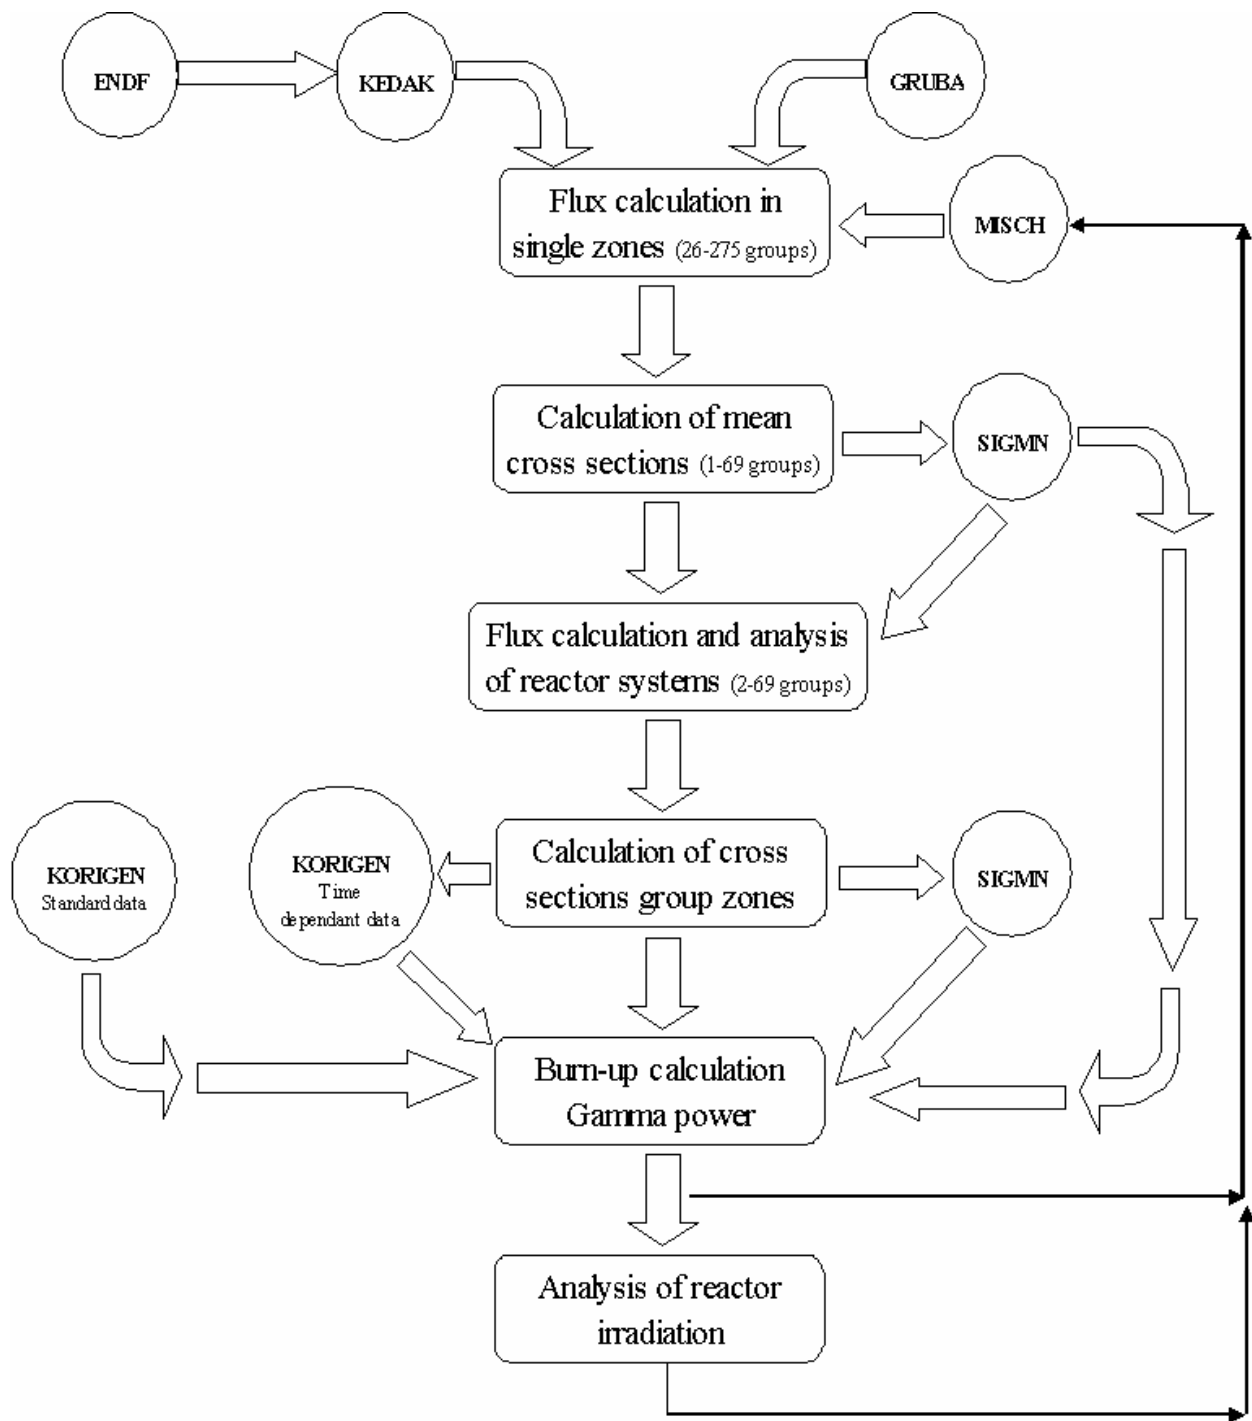 ENDF
KEDAK
GRUBA
Flux calculation in
single zones (26-275 groups)
MISCH
Calculation of mean
cross sections (1-69 groups)
SIGMN
Flux calculation and analysis
of reactor systems (2-69 groups)
KORIGEN
Standard data
KORIGEN
Time
dependant data
Calculation of cross
sections group zones
SIGMN
Burn-up calculation
Gamma power
Analysis of reactor
irradiation